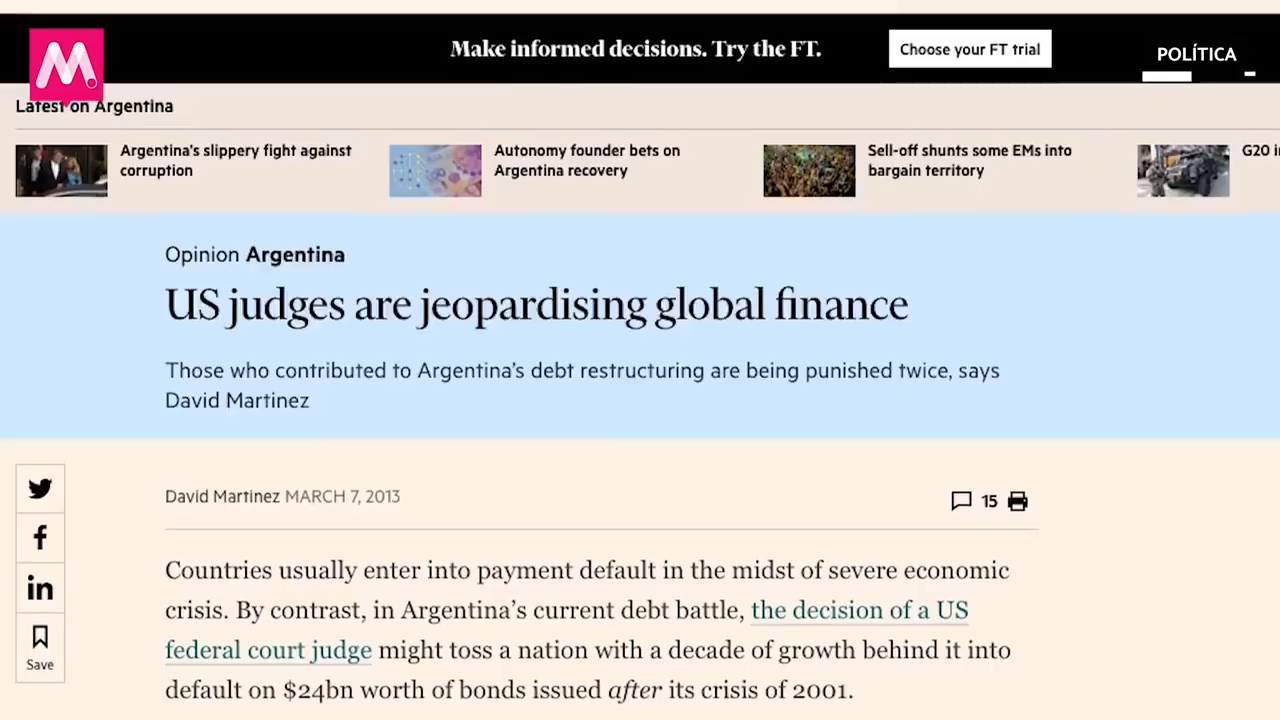 Make informed decisions. Try the FT.
Choose your FT trial
POLÍTICA
M
Latest on Argentina
Argentina's slippery fight against
corruption
Autonomy founder bets on
Argentina recovery
Sell-off shunts some EMs into
bargain territory
G20
Opinion Argentina
US judges are jeopardising global finance
Those who contributed to Argentina's debt restructuring are being punished twice, says
David Martinez
David Martinez MARCH 7, 2013
15
Countries usually enter into payment default in the midst of severe economic
crisis. By contrast, in Argentina's current debt battle, the decision of a US
federal court judge might toss a nation with a decade of growth behind it into
default on $24bn worth of bonds issued after its crisis of 2001.
in
Save